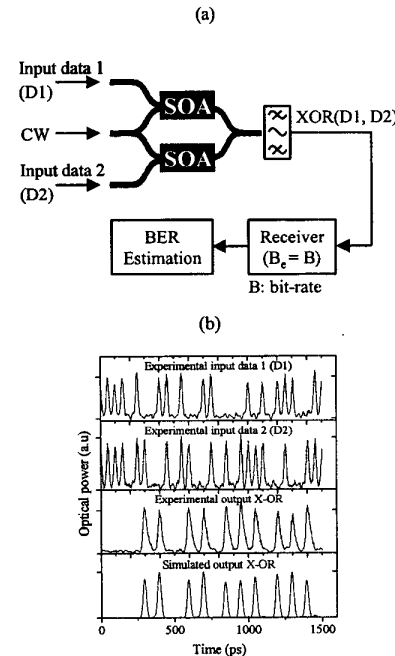 (a)
Input data 1
(D1)
SOA
CW
XOR(D1, D2)
SOA
Input data 2
(D2)
BER
Estimation
Receiver
(Be = B)
B: bit-rate
(b)
Experimental input data 1 (D1)
Experimental input data 2 (D2)
Experimental output X-OR
Simulated output X-OR
Optical power (a.u)
0
500
1000
1500
Time (ps)